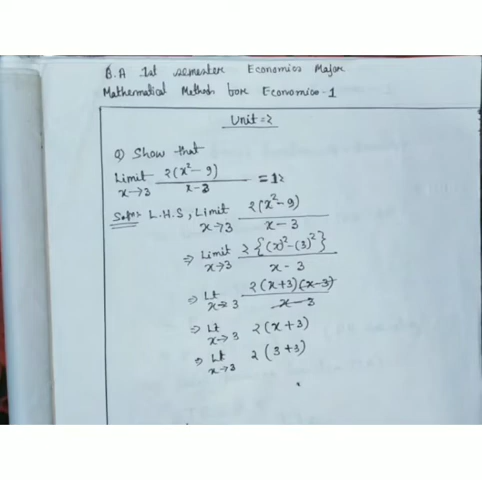 B.A 1st semester Economics Major
Mathematical Methods for Economics-1
Unit=2
Q) Show that
Limit x→3 2(x²-9)/x-3 = 12
Soln: L.H.S, Limit x→3 2(x²-9)/x-3
⇒ Limit x→3 2{(x)²-(3)²}/x-3
⇒ Lt x→3 2(x+3)(x-3)/x-3
⇒ Lt x→3 2(x+3)
⇒ Lt x→3 2(3+3)